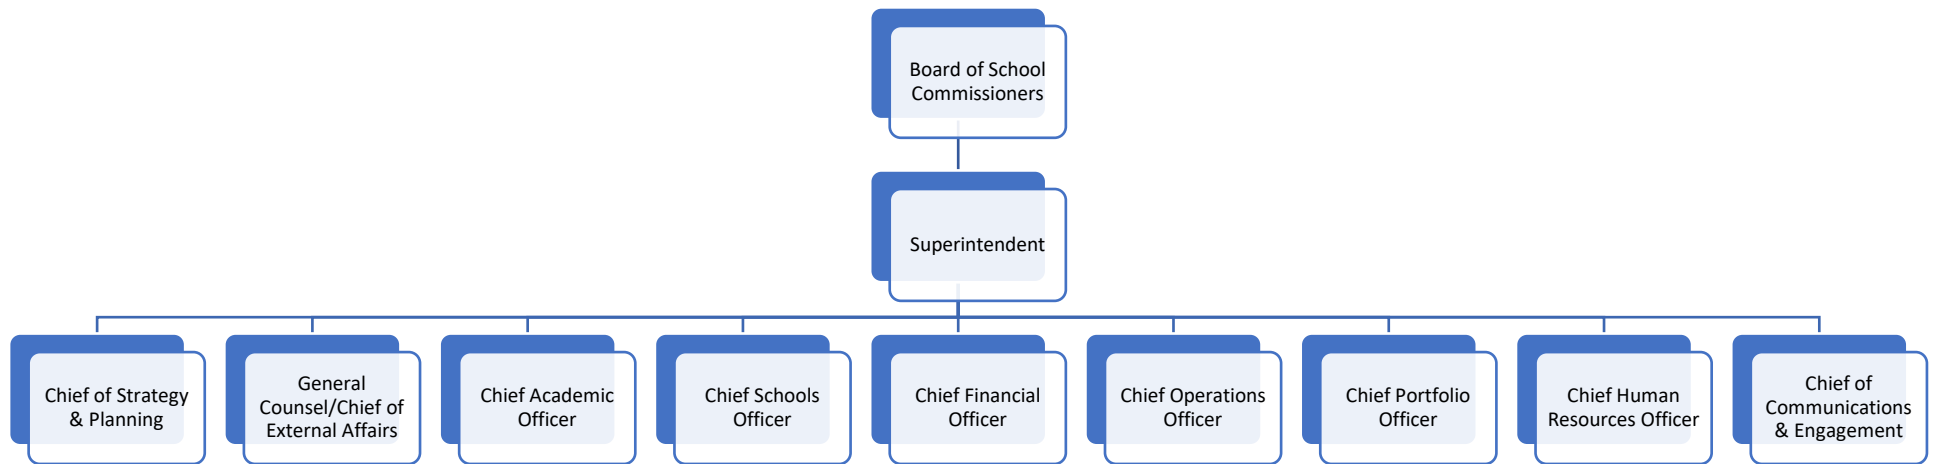 Board of School
Commissioners
Superintendent
Chief of Strategy
& Planning
General
Counsel/Chief of
External Affairs
Chief Academic
Officer
Chief Schools
Officer
Chief Financial
Officer
Chief Operations
Officer
Chief Portfolio
Officer
Chief Human
Resources Officer
Chief of
Communications
& Engagement